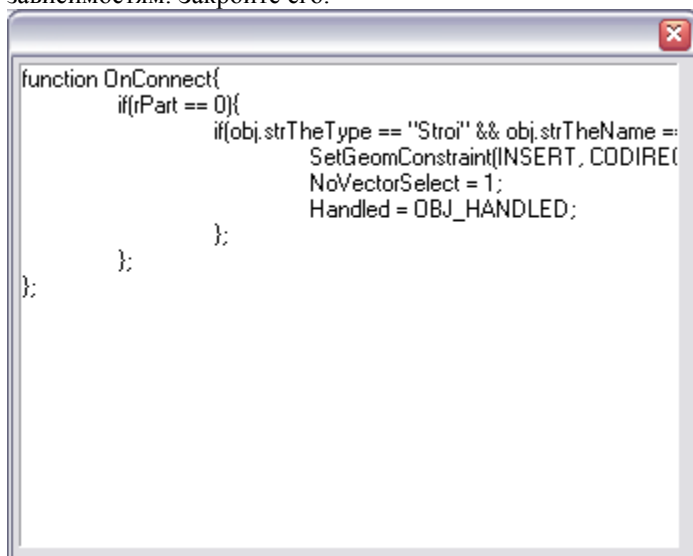 зависимостям. Закройте его.
function OnConnect{
if(rPart == 0){
if(obj.strTheType == "Stroi" && obj.strTheName ==
SetGeomConstraint(INSERT,
NoVectorSelect = 1;
Handled = OBJ_HANDLED;
};
};
};